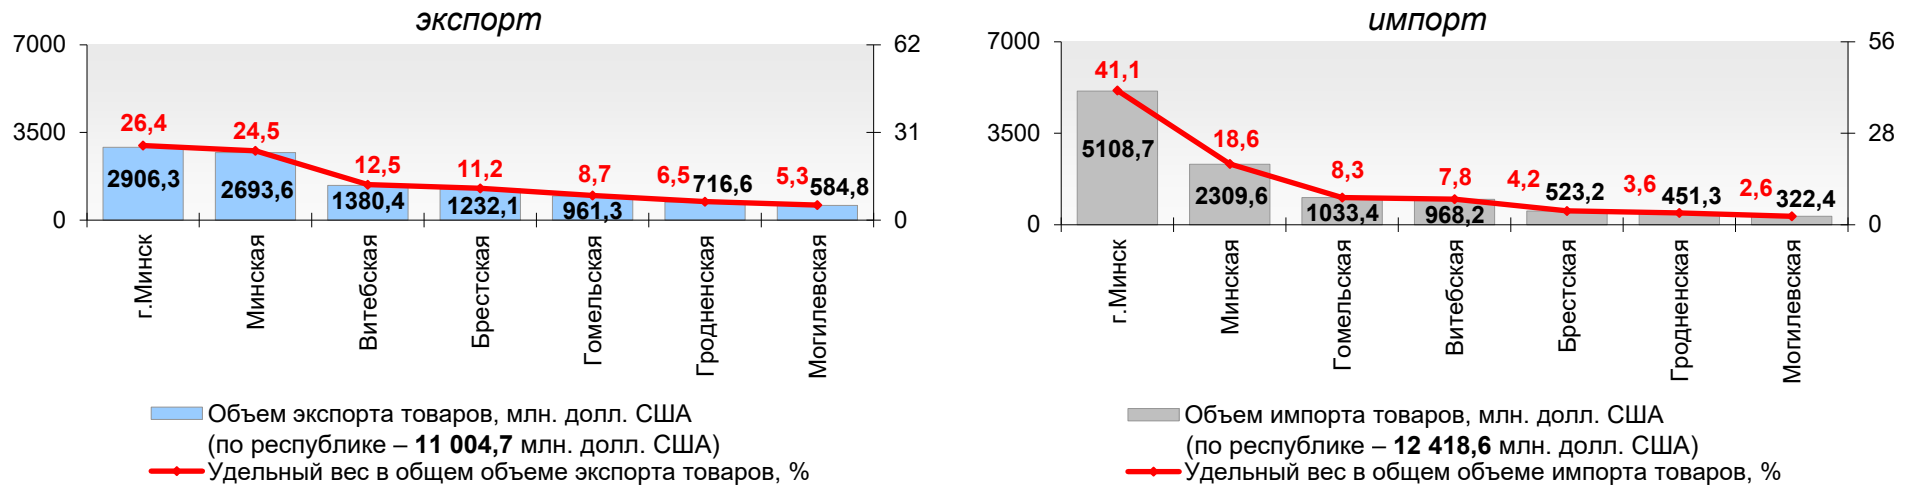 экспорт
7000
62
3500
31
0
0
26,4
24,5
12,5
11,2
8,7
6,5
716,6
5,3
584,8
2906,3
2693,6
1380,4
1232,1
961,3
г.Минск
Минская
Витебская
Брестская
Гомельская
Гродненская
Могилевская
Объем экспорта товаров, млн. долл. США
(по республике – 11 004,7 млн. долл. США)
Удельный вес в общем объеме экспорта товаров, %
импорт
7000
56
3500
28
0
0
41,1
18,6
8,3
7,8
4,2
523,2
3,6
451,3
2,6
322,4
5108,7
2309,6
1033,4
968,2
г.Минск
Минская
Гомельская
Витебская
Брестская
Гродненская
Могилевская
Объем импорта товаров, млн. долл. США
(по республике – 12 418,6 млн. долл. США)
Удельный вес в общем объеме импорта товаров, %